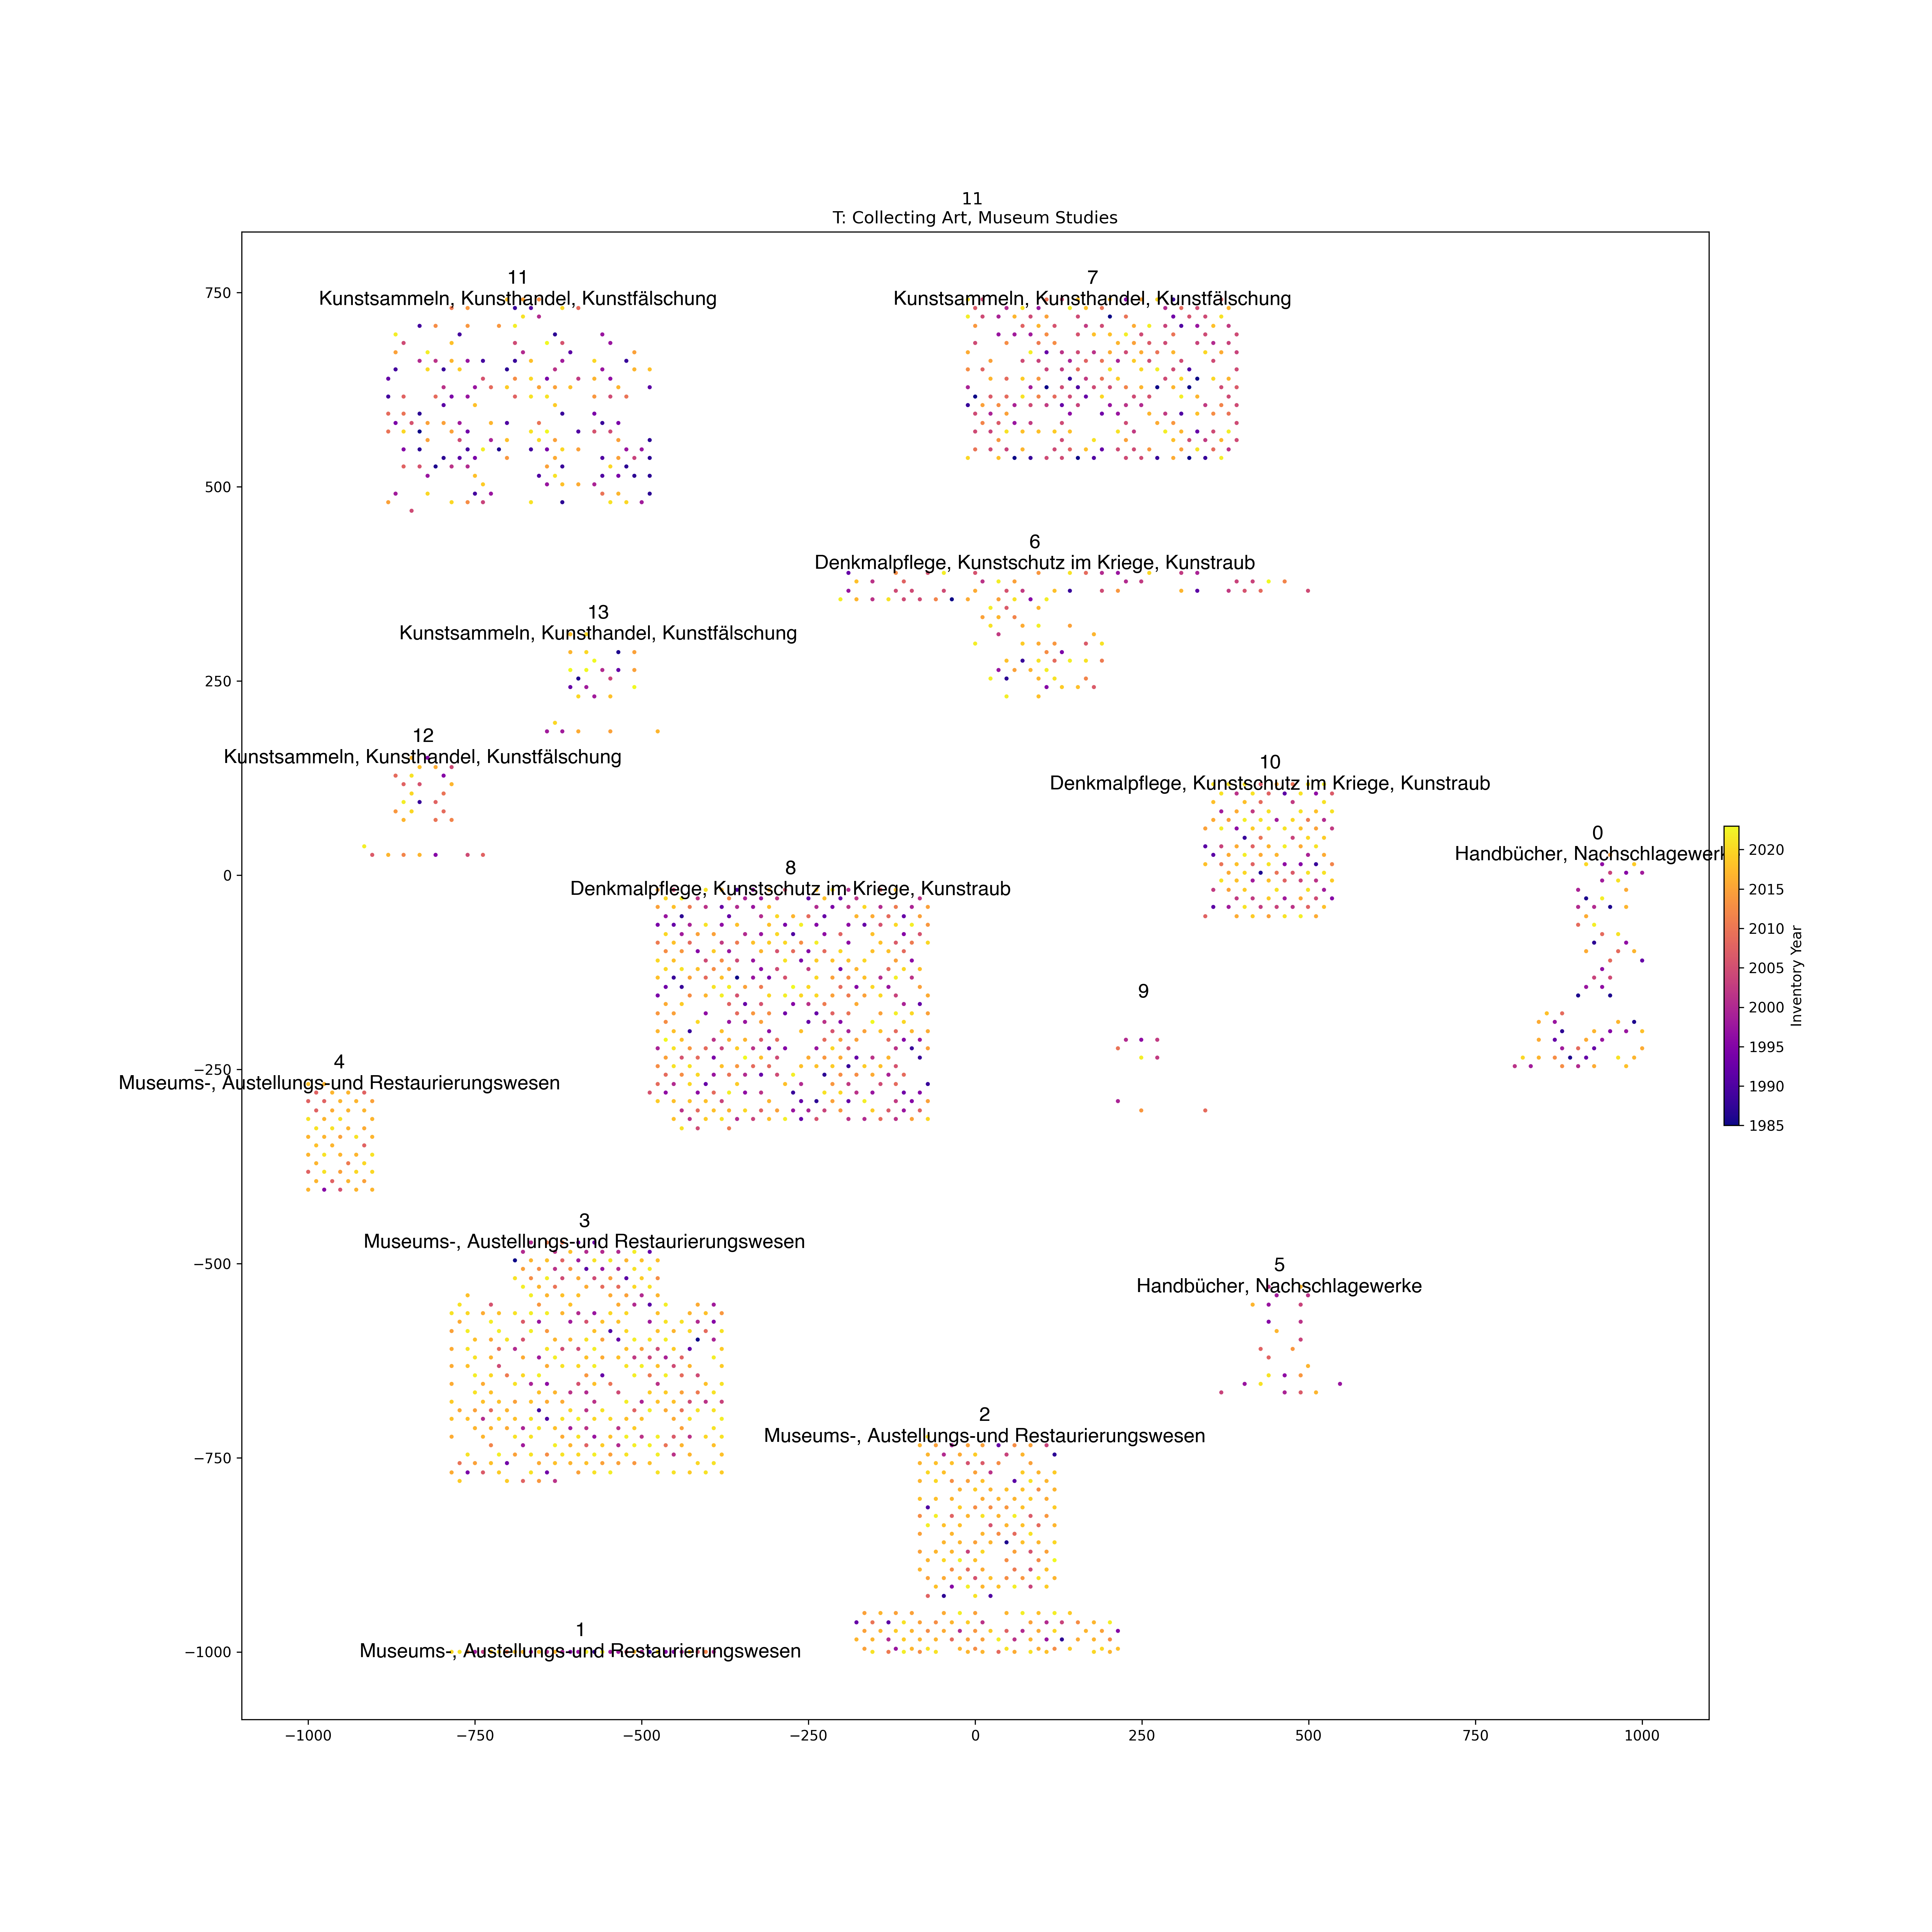 11
T: Collecting Art, Museum Studies
11
Kunstsammeln, Kunsthandel, Kunstfälschung
7
Kunstsammeln, Kunsthandel, Kunstfälschung
6
Denkmalpflege, Kunstschutz im Kriege, Kunstraub
13
Kunstsammeln, Kunsthandel, Kunstfälschung
12
Kunstsammeln, Kunsthandel, Kunstfälschung
10
Denkmalpflege, Kunstschutz im Kriege, Kunstraub
0
Handbücher, Nachschlagewerk
8
Denkmalpflege, Kunstschutz im Kriege, Kunstraub
9
4
Museums-, Austellungs-und Restaurierungswesen
3
Museums-, Austellungs-und Restaurierungswesen
5
Handbücher, Nachschlagewerke
2
Museums-, Austellungs-und Restaurierungswesen
1
Museums-, Austellungs-und Restaurierungswesen
750
500
250
0
−250
−500
−750
−1000
−1000 −750 −500 −250 0 250 500 750 1000
2020
2015
2010
2005
2000
1995
1990
1985
Inventory Year